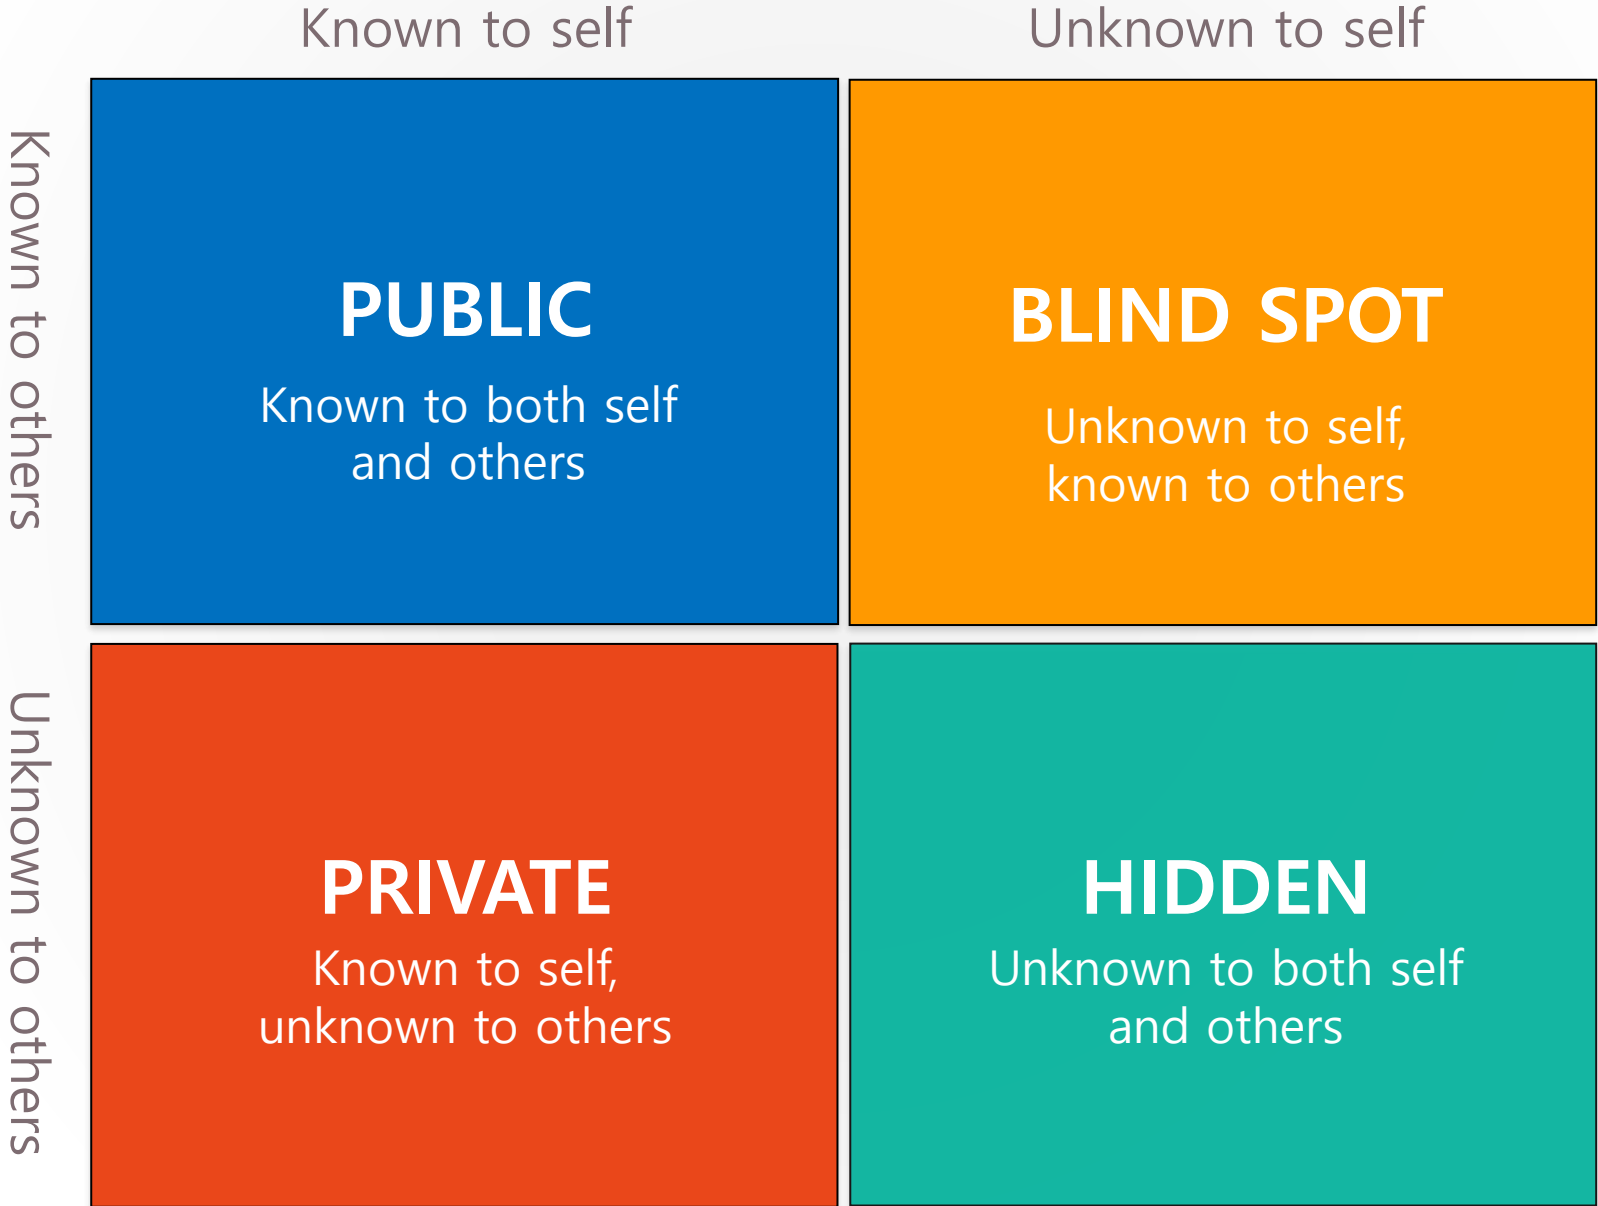 Known to self
Unknown to self
Known to others
PUBLIC
Known to both self
and others
BLIND SPOT
Unknown to self,
known to others
Unknown to others
PRIVATE
Known to self,
unknown to others
HIDDEN
Unknown to both self
and others